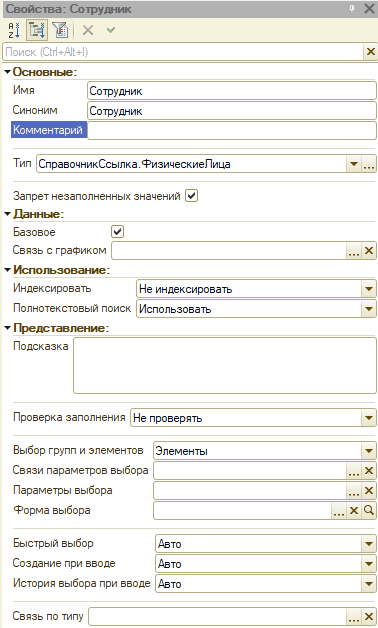 Свойства: Сотрудник
Поиск (Ctrl+Alt+I)
Основные:
Имя Сотрудник
Синоним Сотрудник
Комментарий
Тип СправочникСсылка.ФизическиеЛица
Запрет незаполненных значений
Данные:
Базовое
Связь с графиком
Использование:
Индексировать Не индексировать
Полнотекстовый поиск Использовать
Представление:
Подсказка
Проверка заполнения Не проверять
Выбор групп и элементов Элементы
Связи параметров выбора
Параметры выбора
Форма выбора
Быстрый выбор Авто
Создание при вводе Авто
История выбора при вводе Авто
Связь по типу